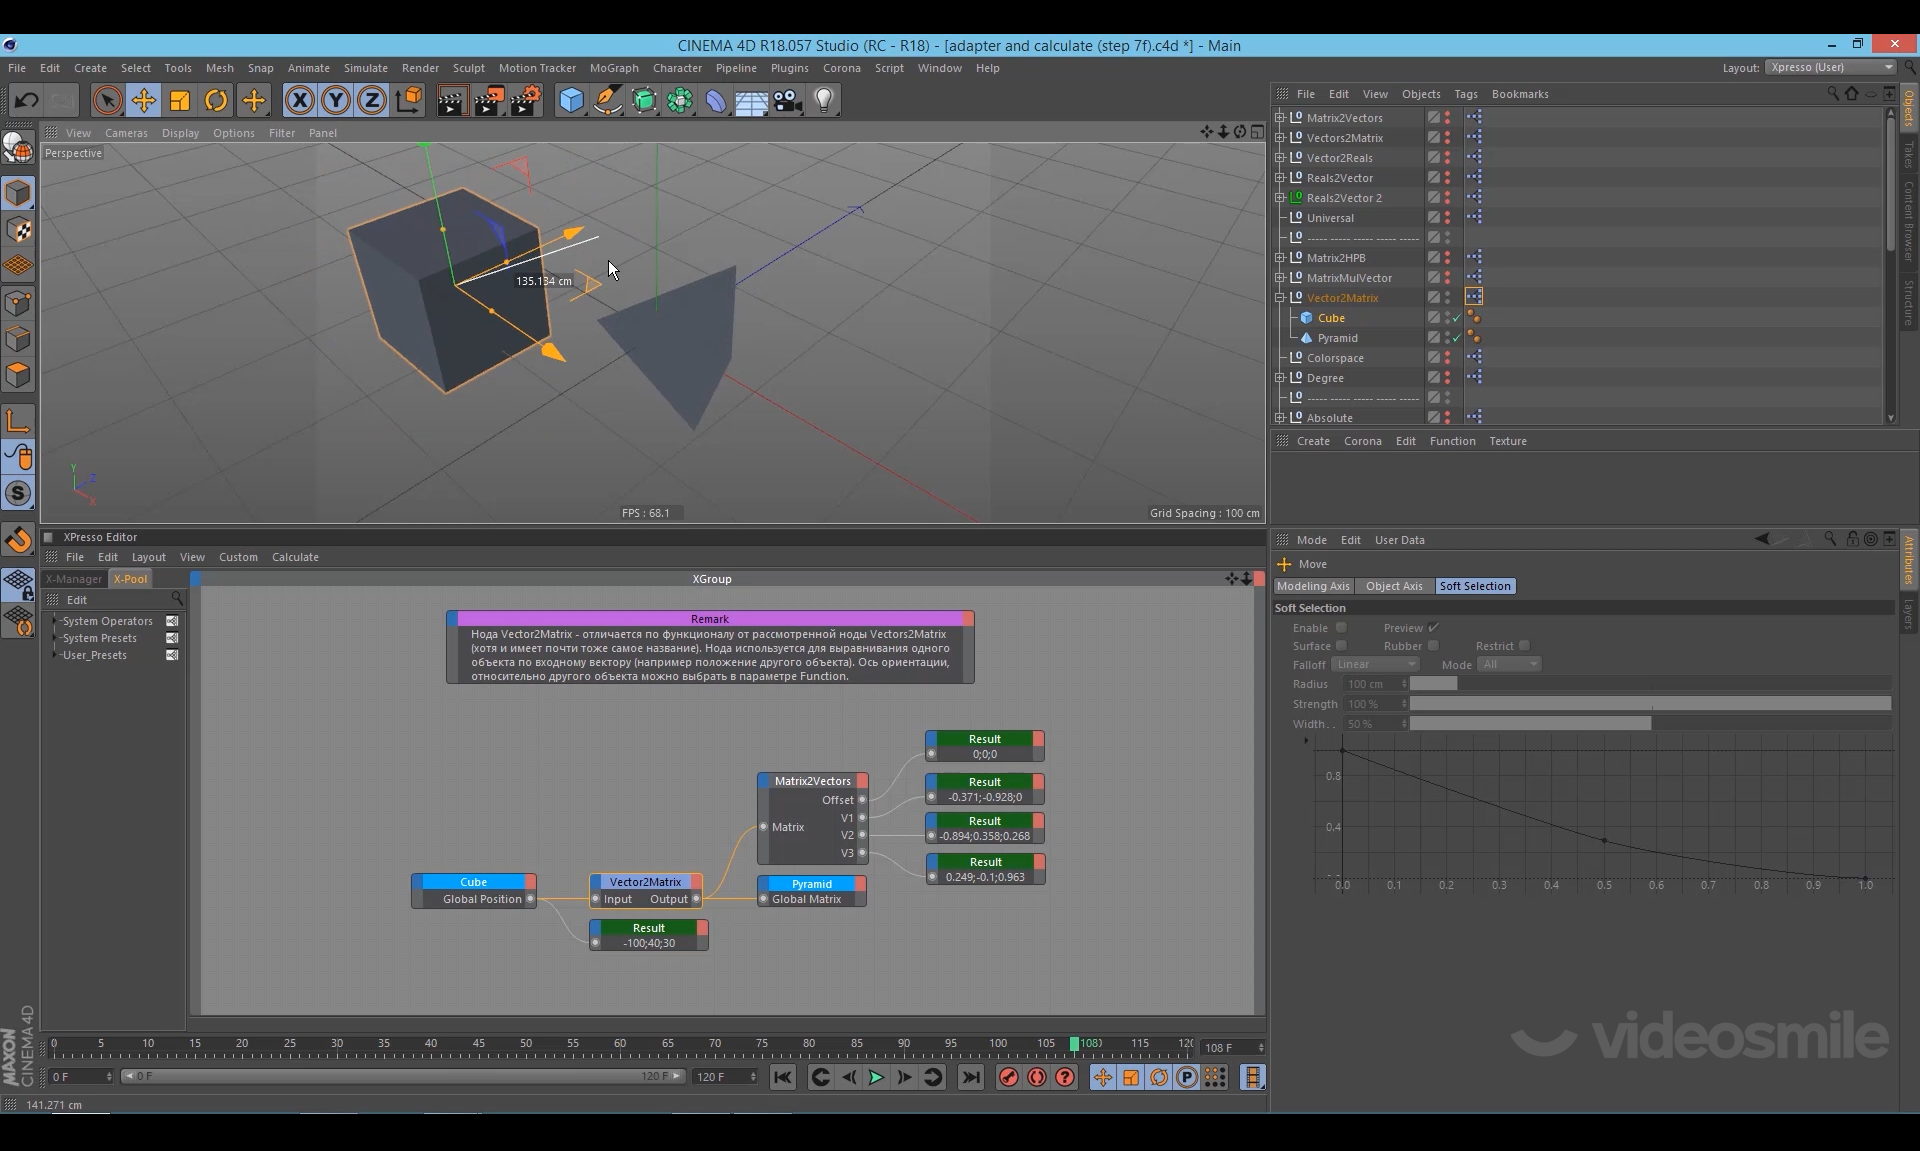 CINEMA 4D R18.057 Studio (RC - R18) - [adapter and calculate (step 7f).c4d *] - Main
File Edit Create Select Tools Mesh Snap Animate Simulate Render Sculpt Motion Tracker MoGraph Character Pipeline Plugins Corona Script Window Help
Layout: Xpresso (User)
X Y Z
View Cameras Display Options Filter Panel
Perspective
135.134 cm
Y
Z
X
FPS : 68.1
Grid Spacing : 100 cm
File Edit View Objects Tags Bookmarks
Matrix2Vectors
Vectors2Matrix
Vector2Reals
Reals2Vector
Reals2Vector 2
Universal
----- ----- ----- ----- -----
Matrix2HPB
MatrixMulVector
Vector2Matrix
Cube
Pyramid
Colorspace
Degree
----- ----- ----- ----- -----
Absolute
Objects
Takes
Content Browser
Structure
Create Corona Edit Function Texture
XPresso Editor
File Edit Layout View Custom Calculate
X-Manager X-Pool
Edit
System Operators
System Presets
User_Presets
XGroup
Remark
Нода Vector2Matrix - отличается по функционалу от рассмотренной ноды Vectors2Matrix
(хотя и имеет почти тоже самое название). Нода используется для выравнивания одного
объекта по входному вектору (например положение другого объекта). Ось ориентации,
относительно другого объекта можно выбрать в параметре Function.
Result
0;0;0
Matrix2Vectors
Offset
V1
Matrix
V2
V3
Result
-0.371;-0.928;0
Result
-0.894;0.358;0.268
Result
0.249;-0.1;0.963
Cube
Global Position
Vector2Matrix
Input Output
Pyramid
Global Matrix
Result
-100;40;30
Mode Edit User Data
Move
Modeling Axis Object Axis Soft Selection
Soft Selection
Enable Preview
Surface Rubber Restrict
Falloff Linear Mode All
Radius 100 cm
Strength 100 %
Width. . 50 %
0.8
0.4
0.0 0.1 0.2 0.3 0.4 0.5 0.6 0.7 0.8 0.9 1.0
Attributes
Layers
videosmile
0 5 10 15 20 25 30 35 40 45 50 55 60 65 70 75 80 85 90 95 100 105 108 115 120
108 F
0 F 0 F 120 F 120 F
P
141.271 cm
MAXON
CINEMA 4D